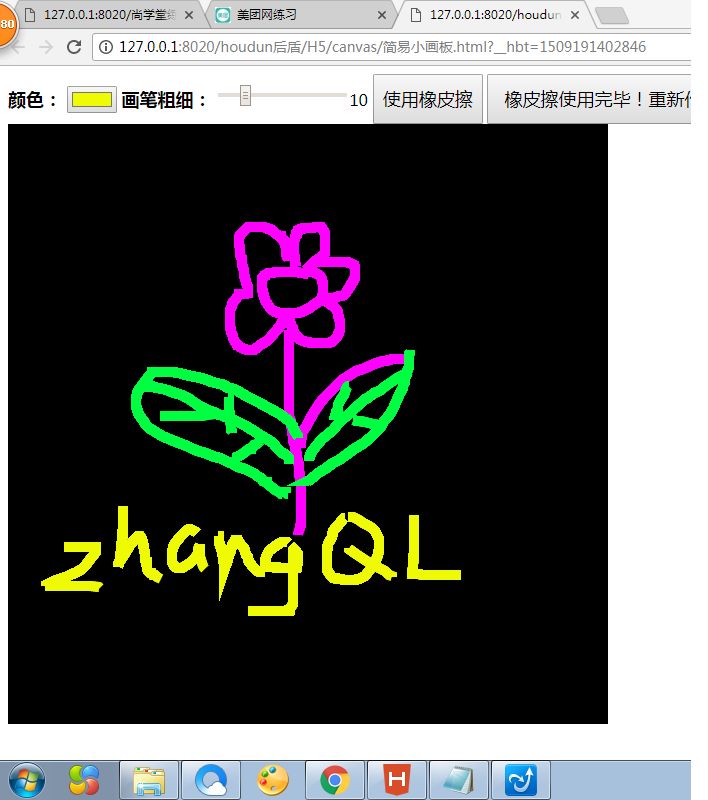 80
127.0.0.1:8020/尚学堂
美团网练习
127.0.0.1:8020/houdun
127.0.0.1:8020/houdun后盾/H5/canvas/简易小画板.html?__hbt=1509191402846
颜色： 画笔粗细： 10 使用橡皮擦 橡皮擦使用完毕！重新
zhangQL